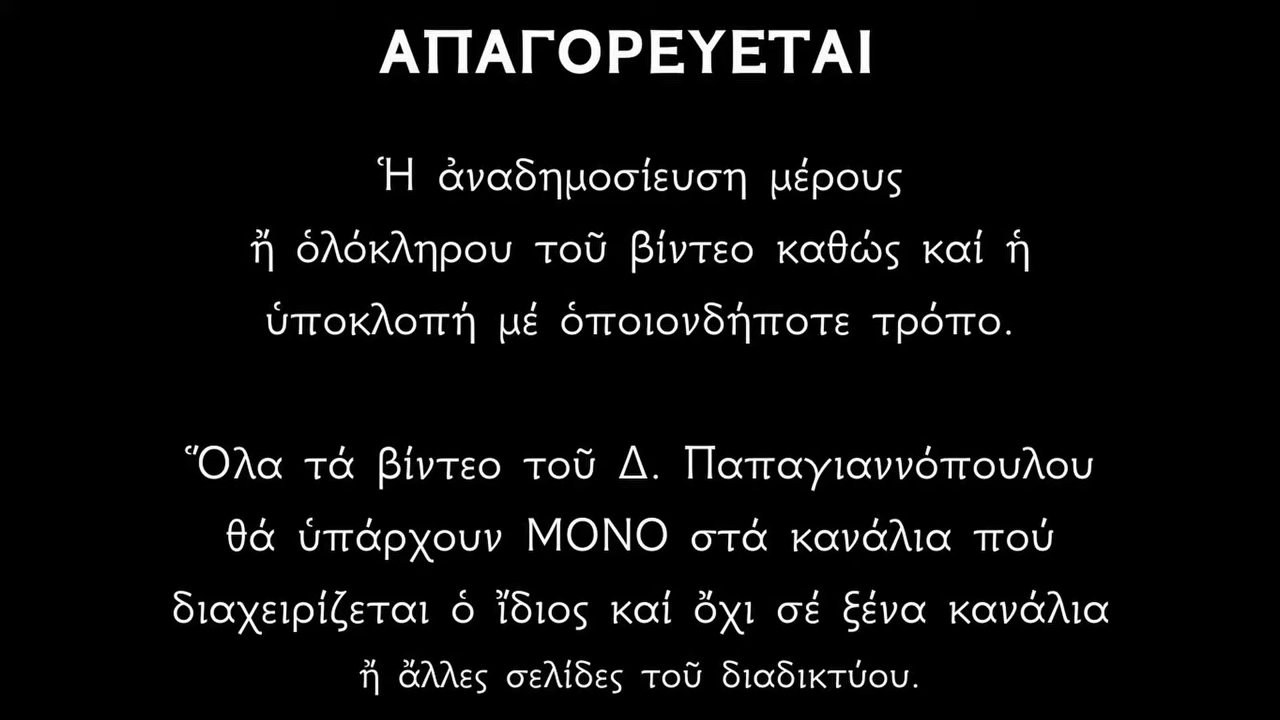 ΑΠΑΓΟΡΕΥΕΤΑΙ
Ἡ ἀναδημοσίευση μέρους
ἤ ὁλόκληρου τοῦ βίντεο καθώς καί ἡ
ὑποκλοπή μέ ὁποιονδήποτε τρόπο.
Ὅλα τά βίντεο τοῦ Δ. Παπαγιαννόπουλου
θά ὑπάρχουν ΜΟΝΟ στά κανάλια πού
διαχειρίζεται ὁ ἴδιος καί ὄχι σέ ξένα κανάλια
ἤ ἄλλες σελίδες τοῦ διαδικτύου.